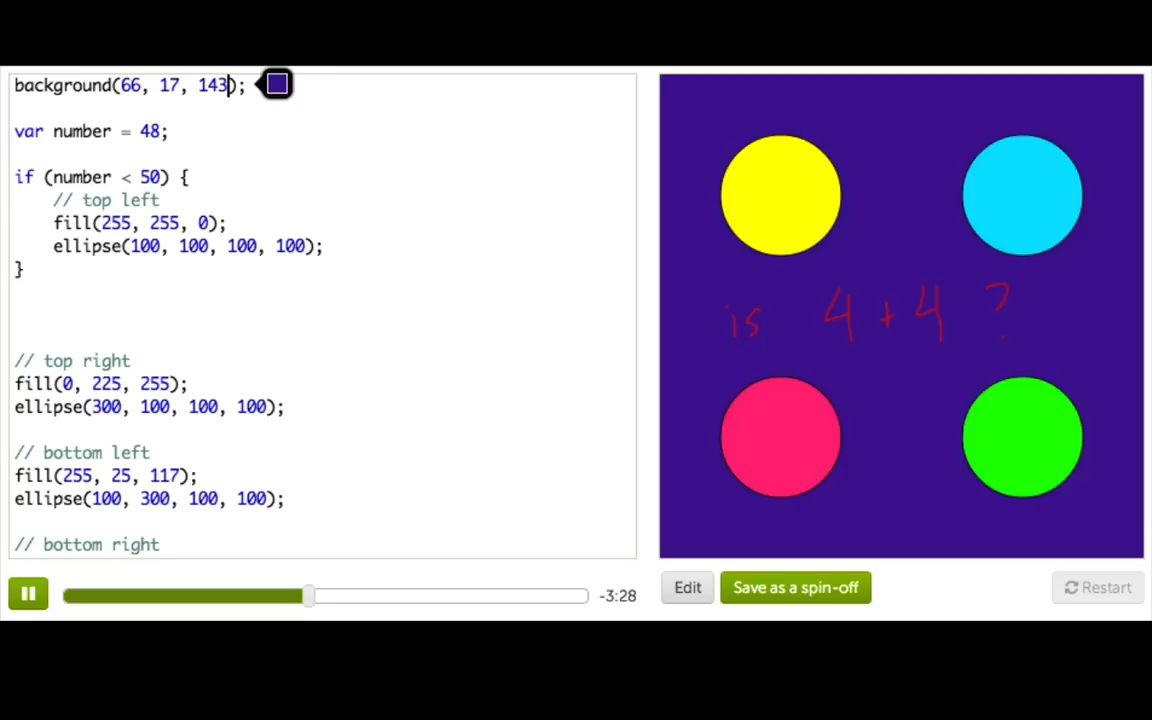 background(66, 17, 143);
var number = 48;
if (number < 50) {
// top left
fill(255, 255, 0);
ellipse(100, 100, 100, 100);
}
// top right
fill(0, 225, 255);
ellipse(300, 100, 100, 100);
// bottom left
fill(255, 25, 117);
ellipse(100, 300, 100, 100);
// bottom right
is 4+4 ?
-3:28
Edit
Save as a spin-off
Restart